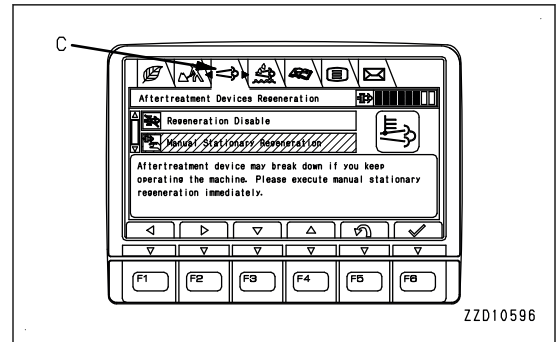 C
Aftertreatment Devices Regeneration
Regeneration Disable
Manual Stationary Regeneration
Aftertreatment device may break down if you keep
operating the machine. Please execute manual stationary
regeneration immediately.
F1 F2 F3 F4 F5 F6
ZZD10596